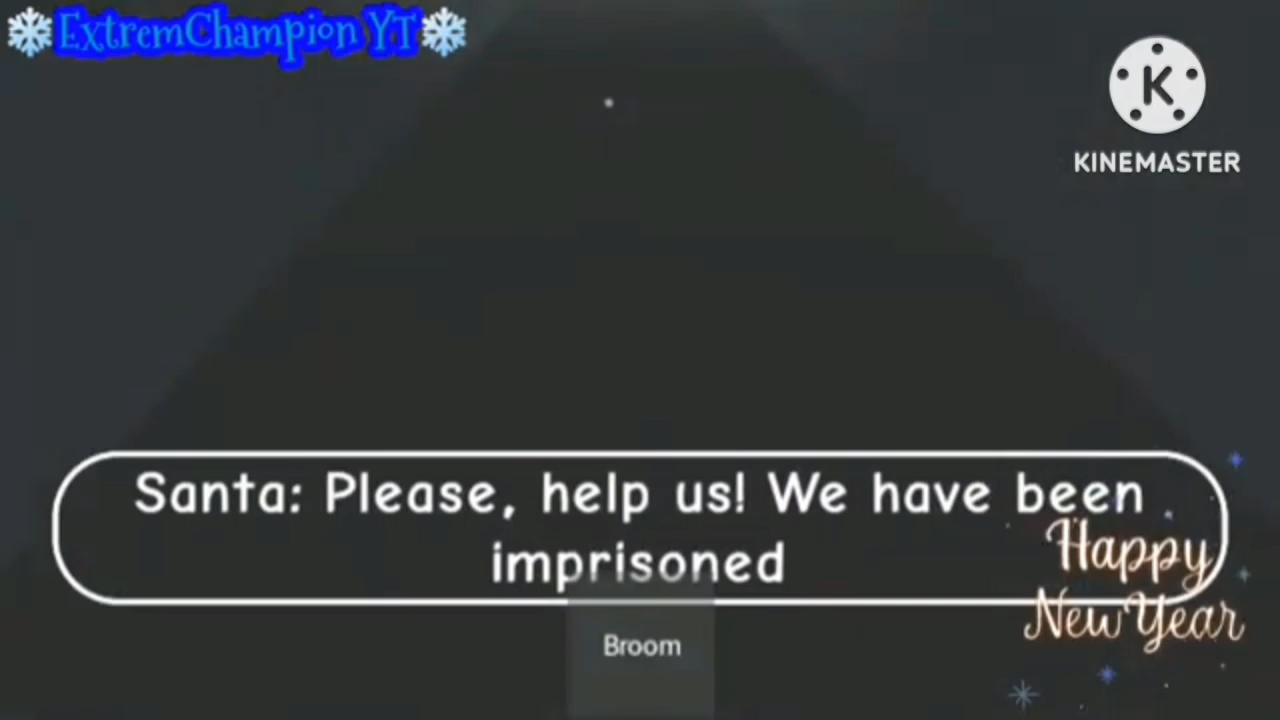 ❄ExtremChampion YT❄
K
KINEMASTER
Santa: Please, help us! We have been
imprisoned
Happy
New Year
Broom